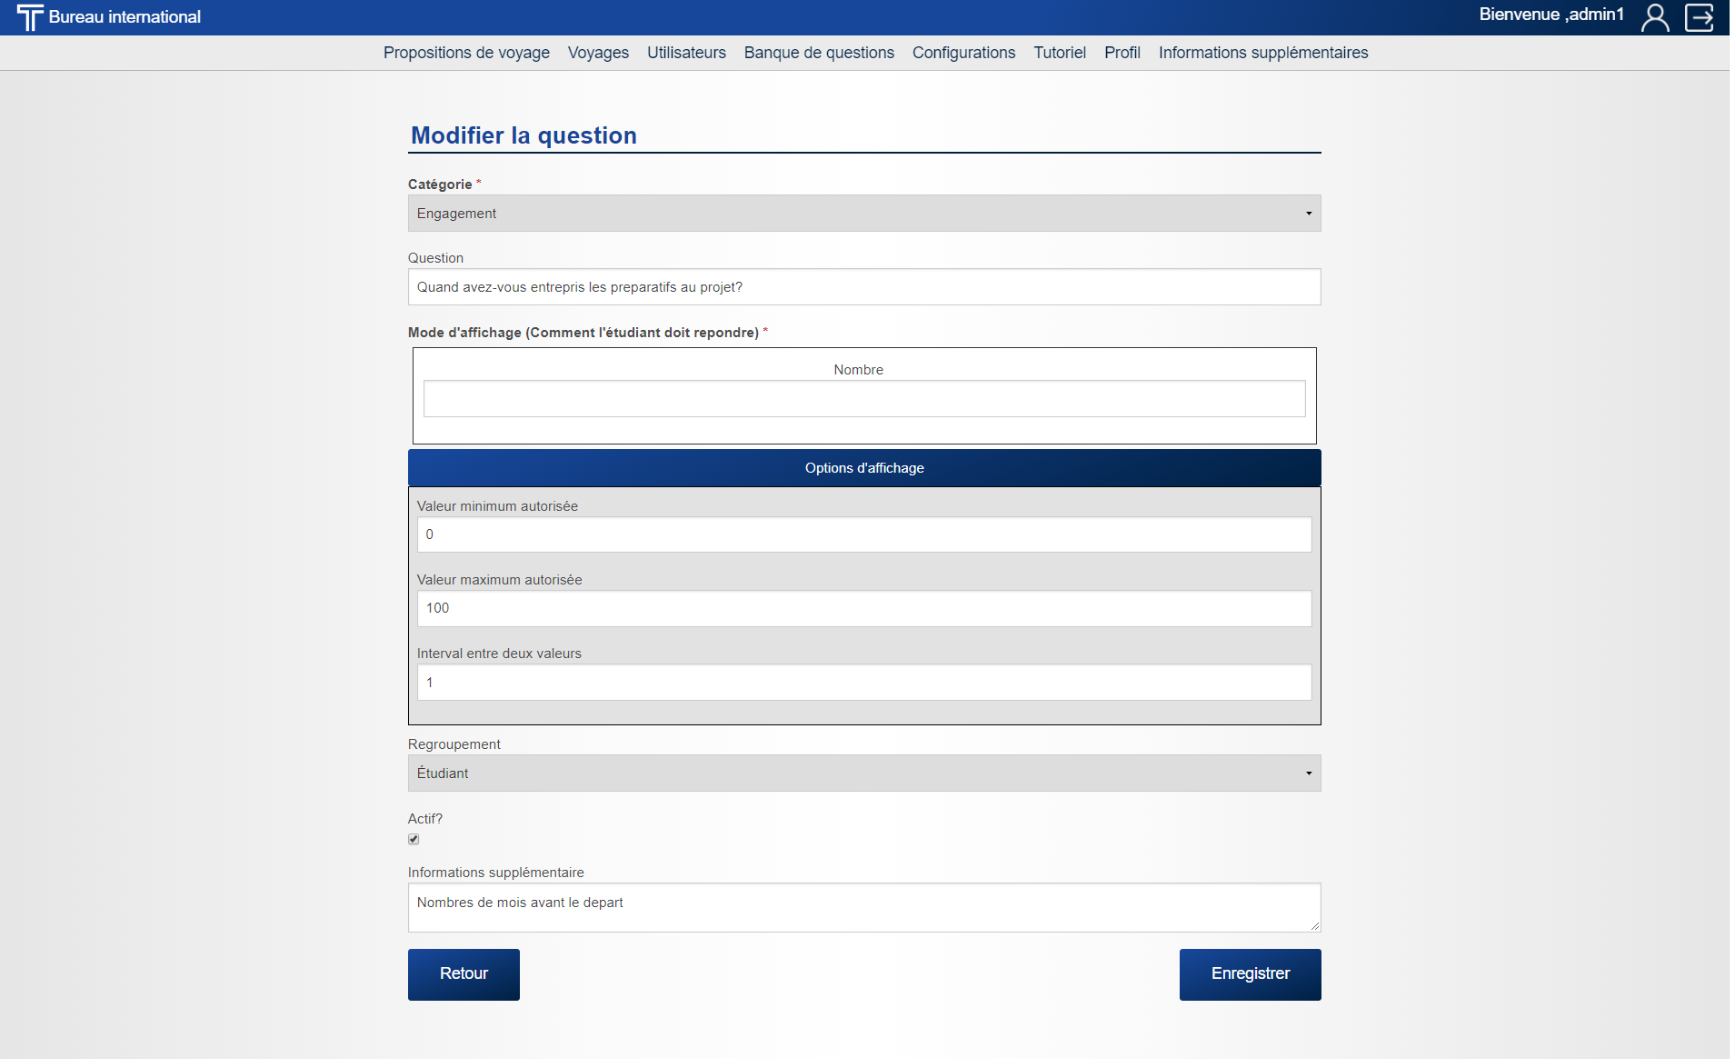 Bureau international
Bienvenue ,admin1
Propositions de voyage Voyages Utilisateurs Banque de questions Configurations Tutoriel Profil Informations supplémentaires
Modifier la question
Catégorie *
Engagement
Question
Quand avez-vous entrepris les preparatifs au projet?
Mode d'affichage (Comment l'étudiant doit repondre) *
Nombre
Options d'affichage
Valeur minimum autorisée
0
Valeur maximum autorisée
100
Interval entre deux valeurs
1
Regroupement
Étudiant
Actif?
Informations supplémentaire
Nombres de mois avant le depart
Retour
Enregistrer